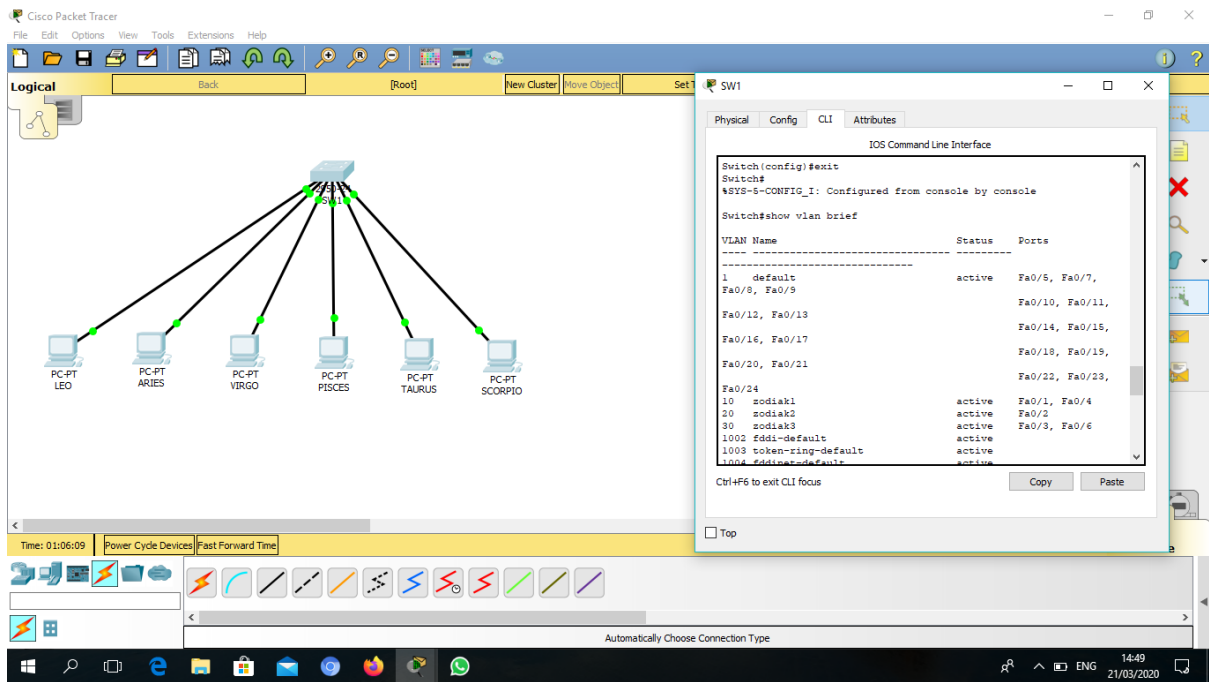 Cisco Packet Tracer
File Edit Options View Tools Extensions Help
Logical
Back
[Root]
New Cluster
Move Object
Set T
SW1
Physical Config CLI Attributes
IOS Command Line Interface
Switch(config)#exit
Switch#
%SYS-5-CONFIG_I: Configured from console by console
Switch#show vlan brief
VLAN Name Status Ports
---- -------------------------------- --------- 
-------------------------------
1 default active Fa0/5, Fa0/7,
Fa0/8, Fa0/9
Fa0/10, Fa0/11,
Fa0/12, Fa0/13
Fa0/14, Fa0/15,
Fa0/16, Fa0/17
Fa0/18, Fa0/19,
Fa0/20, Fa0/21
Fa0/22, Fa0/23,
Fa0/24
10 zodiak1 active Fa0/1, Fa0/4
20 zodiak2 active Fa0/2
30 zodiak3 active Fa0/3, Fa0/6
1002 fddi-default active
1003 token-ring-default active
1004 fddinet-default active
Ctrl+F6 to exit CLI focus
Copy
Paste
Top
2950-24
SW1
PC-PT
LEO
PC-PT
ARIES
PC-PT
VIRGO
PC-PT
PISCES
PC-PT
TAURUS
PC-PT
SCORPIO
Time: 01:06:09
Power Cycle Devices
Fast Forward Time
Automatically Choose Connection Type
ENG
14:49
21/03/2020